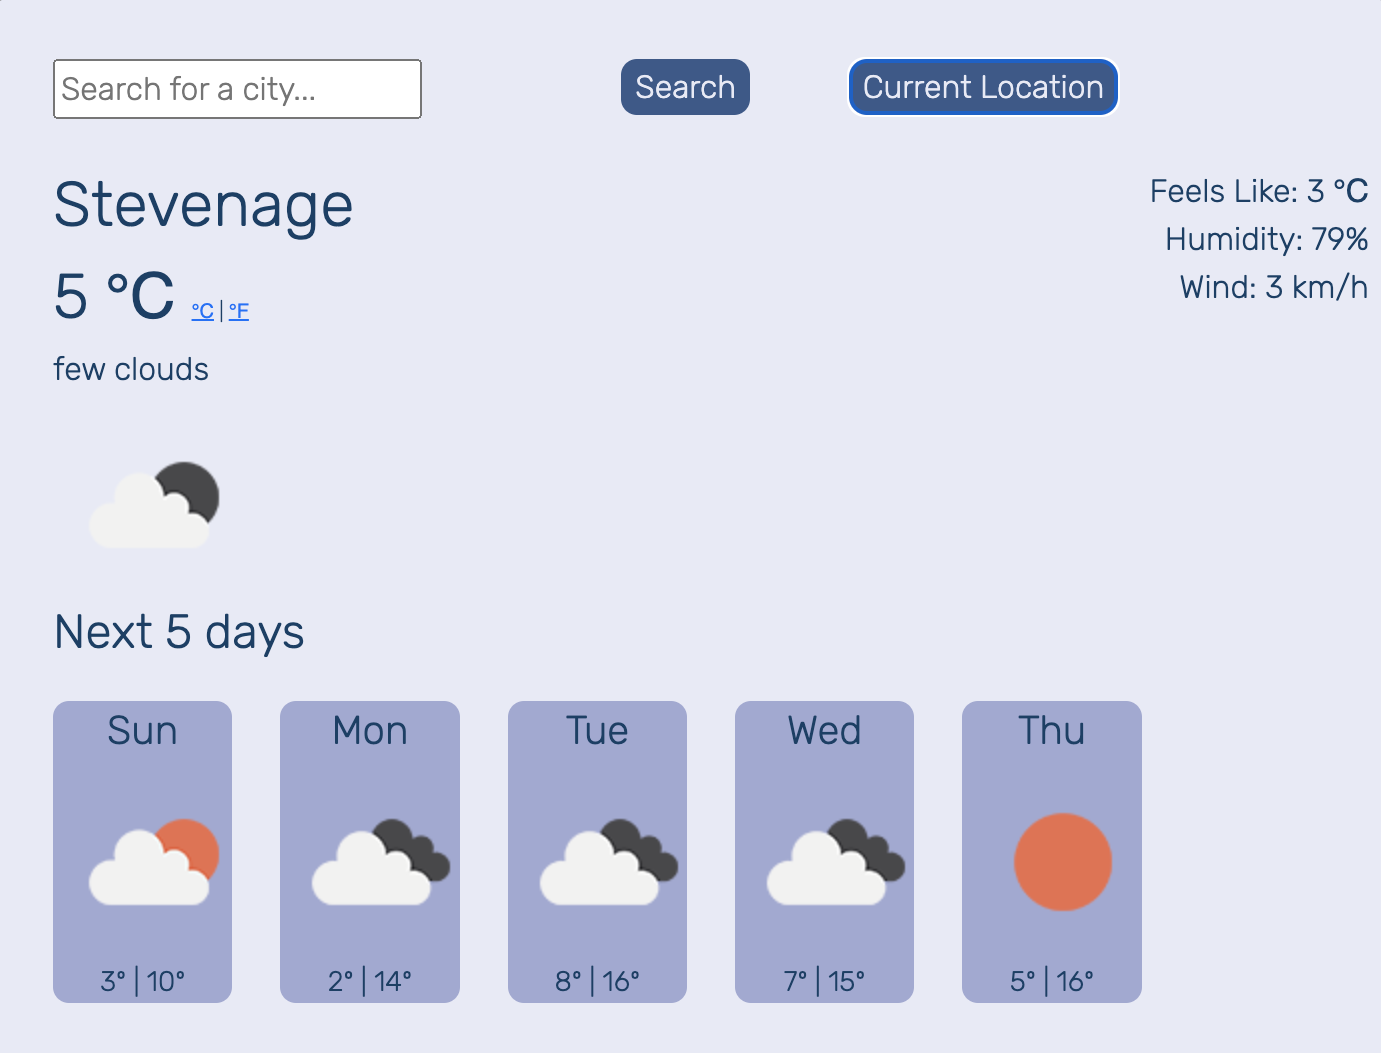 Search for a city... Search Current Location
Stevenage
Feels Like: 3 °C
Humidity: 79%
Wind: 3 km/h
5 °C °C | °F
few clouds
Next 5 days
Sun Mon Tue Wed Thu
3° | 10° 2° | 14° 8° | 16° 7° | 15° 5° | 16°